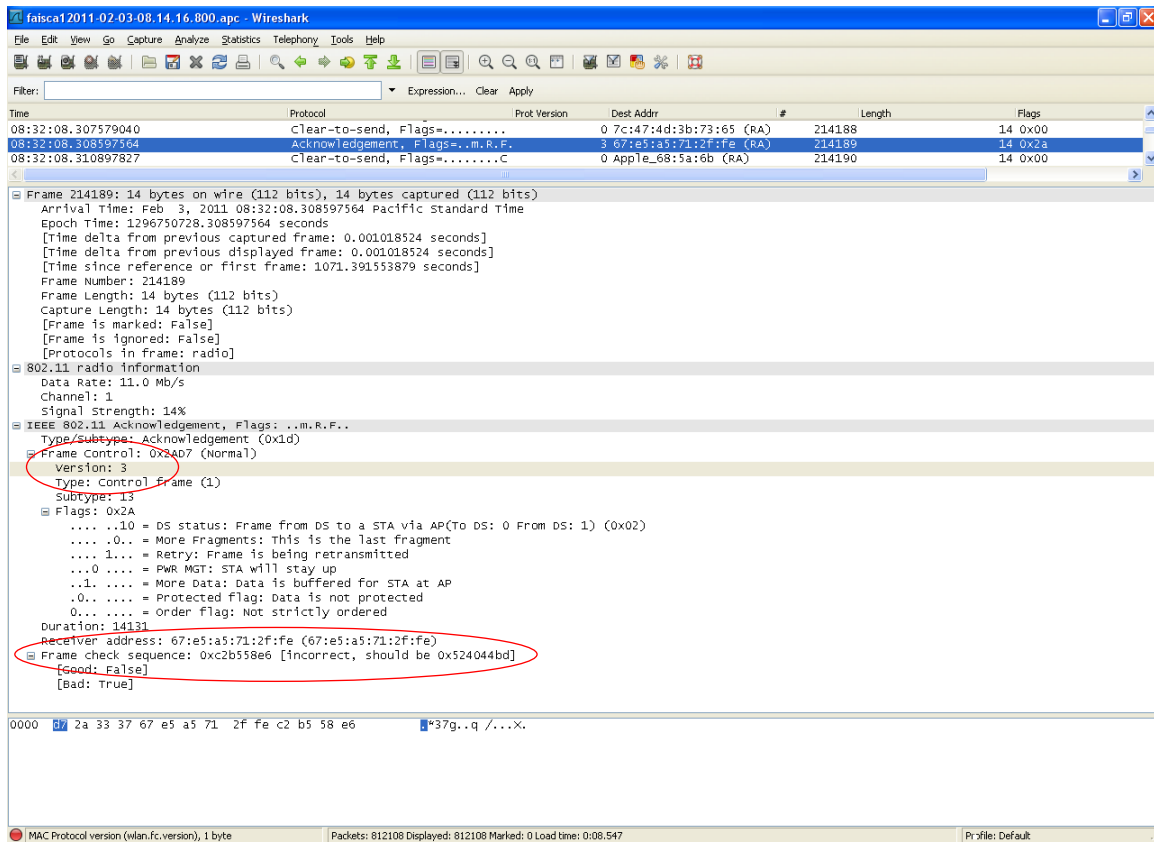 faisca12011-02-03-08.14.16.800.apc - Wireshark
File Edit View Go Capture Analyze Statistics Telephony Tools Help
Filter: Expression... Clear Apply
Time Protocol Prot Version Dest Addrr # Length Flags
08:32:08.307579040 Clear-to-send, Flags=......... 0 7c:47:4d:3b:73:65 (RA) 214188 14 0x00
08:32:08.308597564 Acknowledgement, Flags=..m.R.F. 3 67:e5:a5:71:2f:fe (RA) 214189 14 0x2a
08:32:08.310897827 Clear-to-send, Flags=........C 0 Apple_68:5a:6b (RA) 214190 14 0x00
Frame 214189: 14 bytes on wire (112 bits), 14 bytes captured (112 bits)
Arrival Time: Feb 3, 2011 08:32:08.308597564 Pacific Standard Time
Epoch Time: 1296750728.308597564 seconds
[Time delta from previous captured frame: 0.001018524 seconds]
[Time delta from previous displayed frame: 0.001018524 seconds]
[Time since reference or first frame: 1071.391553879 seconds]
Frame Number: 214189
Frame Length: 14 bytes (112 bits)
Capture Length: 14 bytes (112 bits)
[Frame is marked: False]
[Frame is ignored: False]
[Protocols in frame: radio]
802.11 radio information
Data Rate: 11.0 Mb/s
Channel: 1
Signal Strength: 14%
IEEE 802.11 Acknowledgement, Flags: ..m.R.F..
Type/Subtype: Acknowledgement (0x1d)
Frame Control: 0x2AD7 (Normal)
Version: 3
Type: Control frame (1)
Subtype: 13
Flags: 0x2A
.... ..10 = DS status: Frame from DS to a STA via AP(To DS: 0 From DS: 1) (0x02)
.... .0.. = More Fragments: This is the last fragment
.... 1... = Retry: Frame is being retransmitted
...0 .... = PWR MGT: STA will stay up
..1. .... = More Data: Data is buffered for STA at AP
.0.. .... = Protected flag: Data is not protected
0... .... = Order flag: Not strictly ordered
Duration: 14131
Receiver address: 67:e5:a5:71:2f:fe (67:e5:a5:71:2f:fe)
Frame check sequence: 0xc2b558e6 [incorrect, should be 0x524044bd]
[Good: False]
[Bad: True]
0000 d7 2a 33 37 67 e5 a5 71 2f fe c2 b5 58 e6 .*37g..q /...X.
MAC Protocol version (wlan.fc.version), 1 byte Packets: 812108 Displayed: 812108 Marked: 0 Load time: 0:08.547 Profile: Default